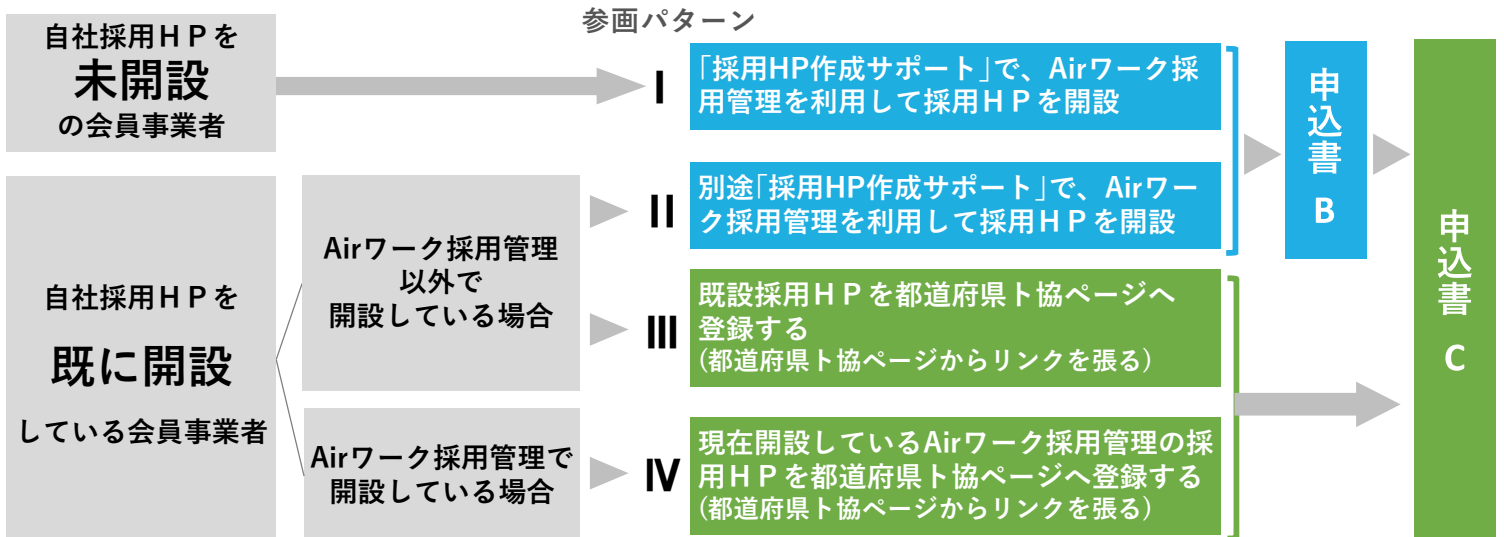 参画パターン
自社採用ＨＰを
未開設
の会員事業者
Ⅰ
「採用HP作成サポート」で、Airワーク採
用管理を利用して採用ＨＰを開設
自社採用ＨＰを
既に開設
している会員事業者
Airワーク採用管理
以外で
開設している場合
Ⅱ
別途「採用HP作成サポート」で、Airワー
ク採用管理を利用して採用ＨＰを開設
Ⅲ
既設採用ＨＰを都道府県ト協ページへ
登録する
(都道府県ト協ページからリンクを張る）
Airワーク採用管理で
開設している場合
Ⅳ
現在開設しているAirワーク採用管理の採
用ＨＰを都道府県ト協ページへ登録する
(都道府県ト協ページからリンクを張る）
申込書 B
申込書 C